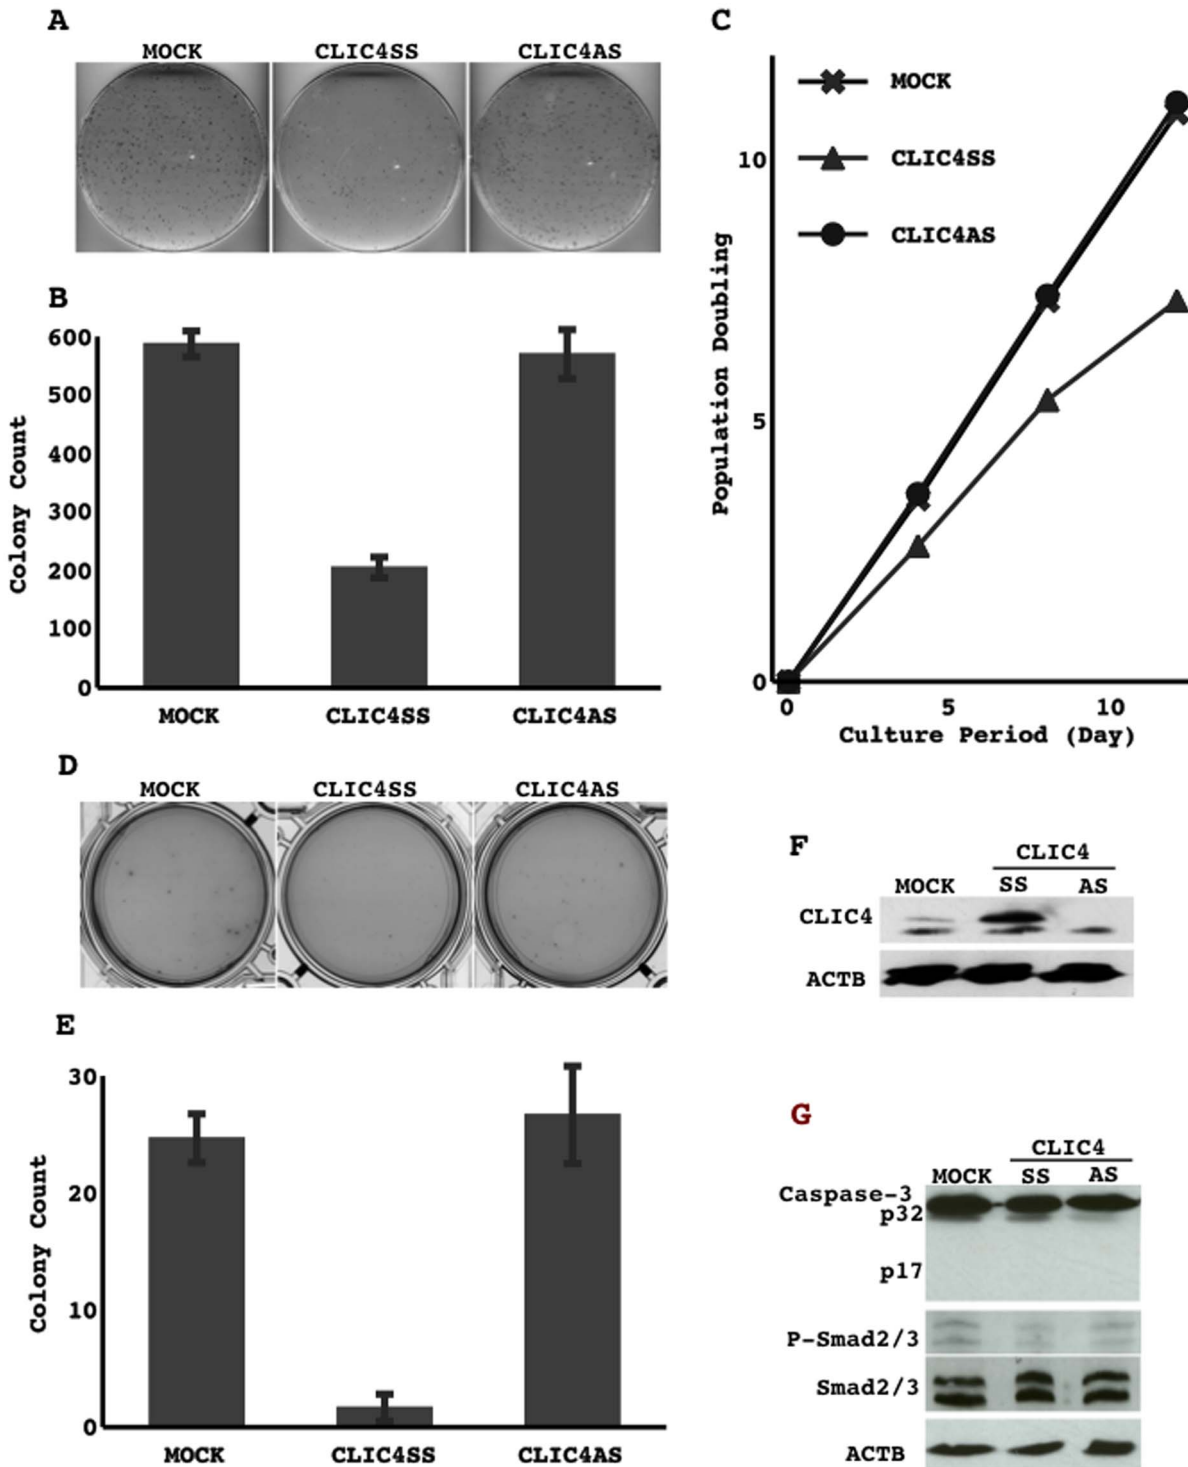 A
MOCK CLIC4SS CLIC4AS
B
600
500
400
300
200
100
0
Colony Count
MOCK CLIC4SS CLIC4AS
C
MOCK
CLIC4SS
CLIC4AS
10
5
0
Population Doubling
0 5 10
Culture Period (Day)
D
MOCK CLIC4SS CLIC4AS
E
30
20
10
0
Colony Count
MOCK CLIC4SS CLIC4AS
F
CLIC4
MOCK SS AS
CLIC4
ACTB
G
CLIC4
MOCK SS AS
Caspase-3
p32
p17
P-Smad2/3
Smad2/3
ACTB